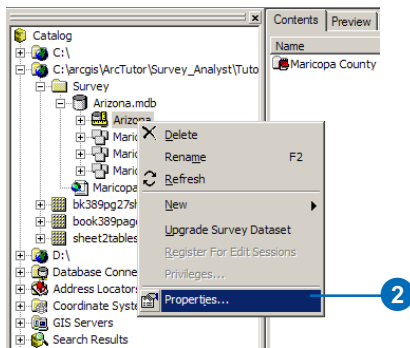 Contents Preview
Catalog
Name
C:\
Maricopa County
C:\arcgis\ArcTutor\Survey_Analyst\Tuto
Survey
Arizona.mdb
Arizona
Maric
Maric
Maric
Maricopa
bk389pg27sh
book389page
sheet2tables
D:\
Database Conne
Address Locators
Coordinate Syste
GIS Servers
Search Results
Delete
Rename F2
Refresh
New
Upgrade Survey Dataset
Register For Edit Sessions
Privileges...
Properties...
2